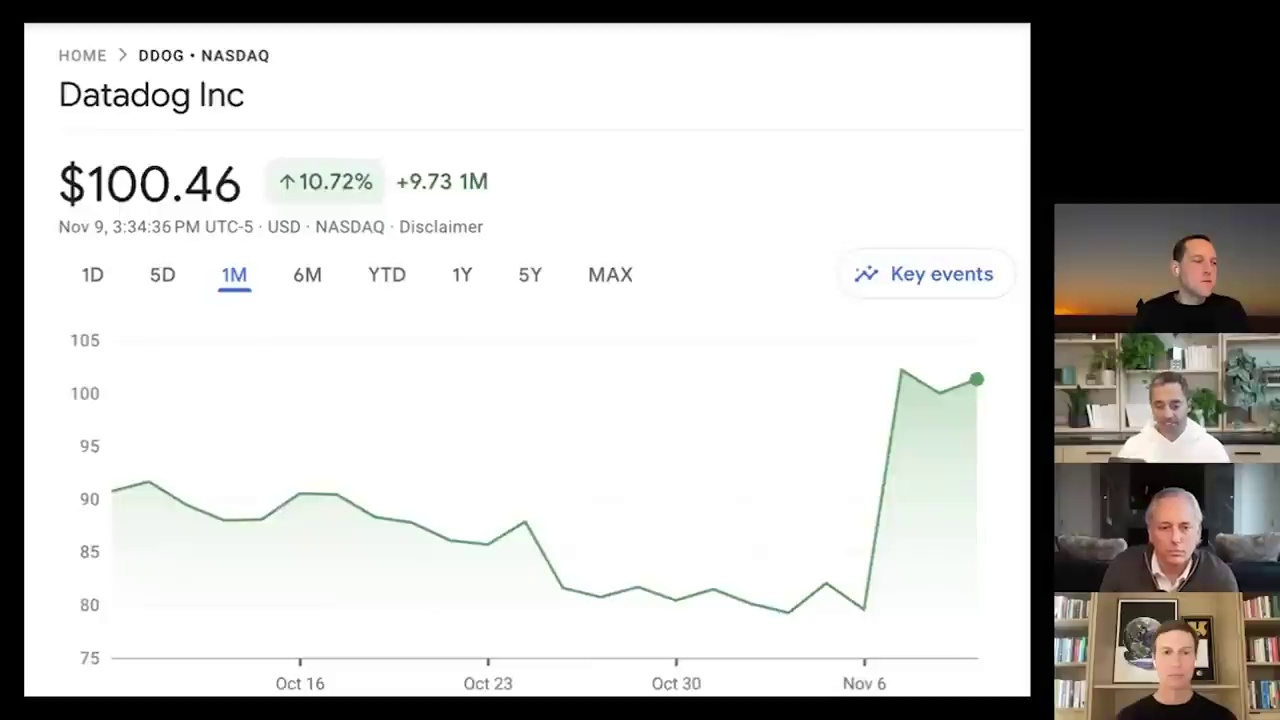 HOME > DDOG • NASDAQ
Datadog Inc
$100.46 ↑10.72% +9.73 1M
Nov 9, 3:34:36 PM UTC-5 · USD · NASDAQ · Disclaimer
1D 5D 1M 6M YTD 1Y 5Y MAX Key events
105
100
95
90
85
80
75
Oct 16 Oct 23 Oct 30 Nov 6